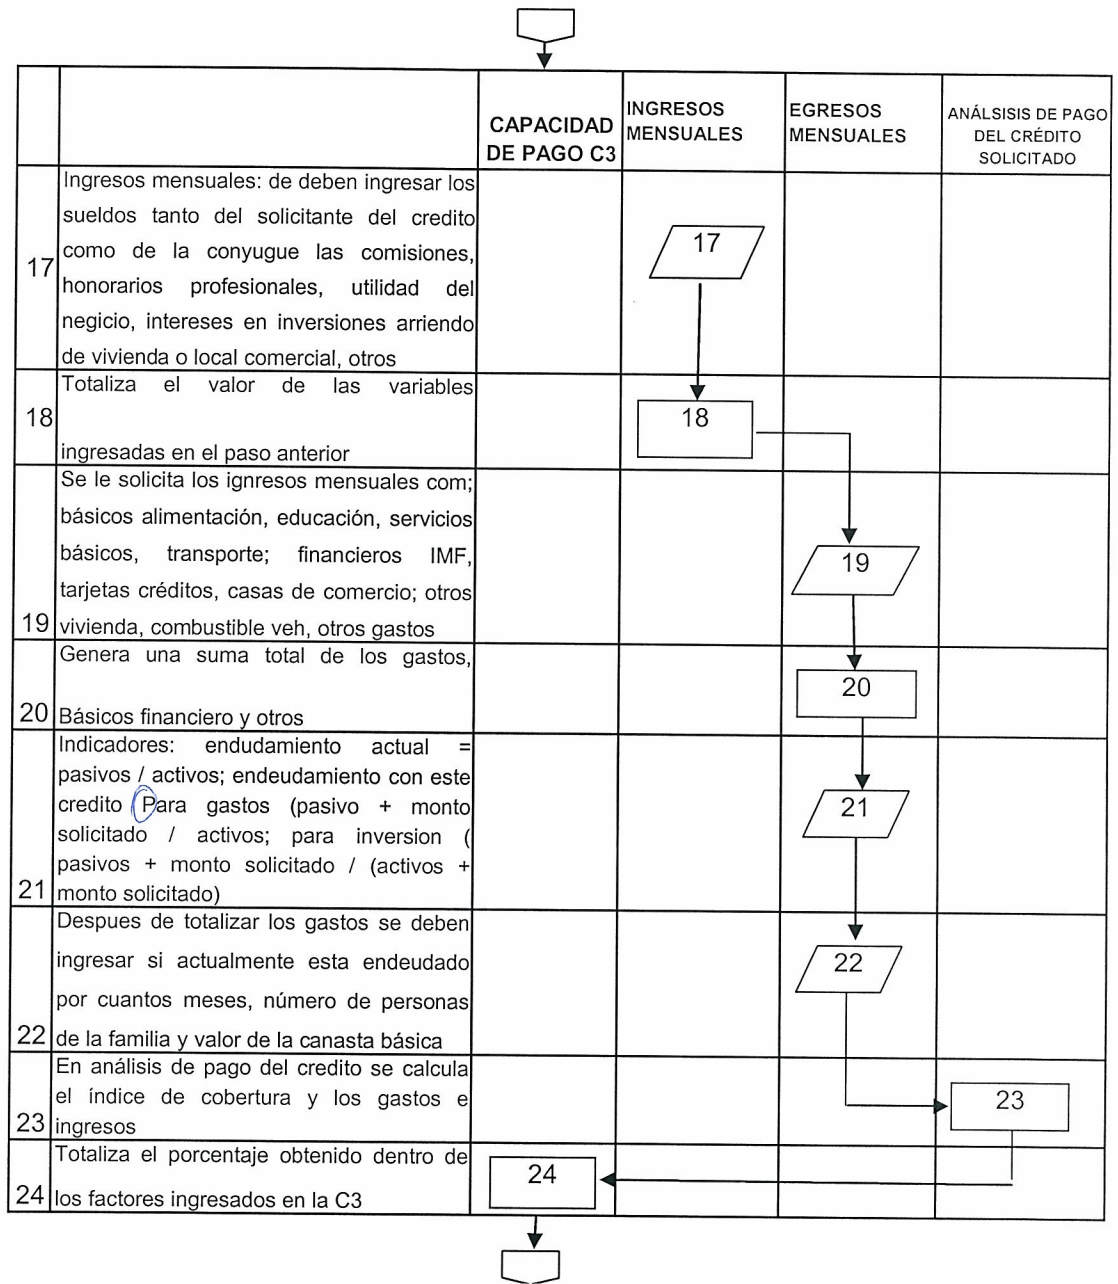 CAPACIDAD
DE PAGO C3
INGRESOS
MENSUALES
EGRESOS
MENSUALES
ANÁLSISIS DE PAGO
DEL CRÉDITO
SOLICITADO
17
Ingresos mensuales: de deben ingresar los
sueldos tanto del solicitante del credito
como de la conyugue las comisiones,
honorarios profesionales, utilidad del
negicio, intereses en inversiones arriendo
de vivienda o local comercial, otros
17
18
Totaliza el valor de las variables
ingresadas en el paso anterior
18
19
Se le solicita los ignresos mensuales com;
básicos alimentación, educación, servicios
básicos, transporte; financieros IMF,
tarjetas créditos, casas de comercio; otros
vivienda, combustible veh, otros gastos
19
20
Genera una suma total de los gastos,
Básicos financiero y otros
20
21
Indicadores: endudamiento actual =
pasivos / activos; endeudamiento con este
credito Para gastos (pasivo + monto
solicitado / activos; para inversion (
pasivos + monto solicitado / (activos +
monto solicitado)
21
22
Despues de totalizar los gastos se deben
ingresar si actualmente esta endeudado
por cuantos meses, número de personas
de la familia y valor de la canasta básica
22
23
En análisis de pago del credito se calcula
el índice de cobertura y los gastos e
ingresos
23
24
Totaliza el porcentaje obtenido dentro de
los factores ingresados en la C3
24